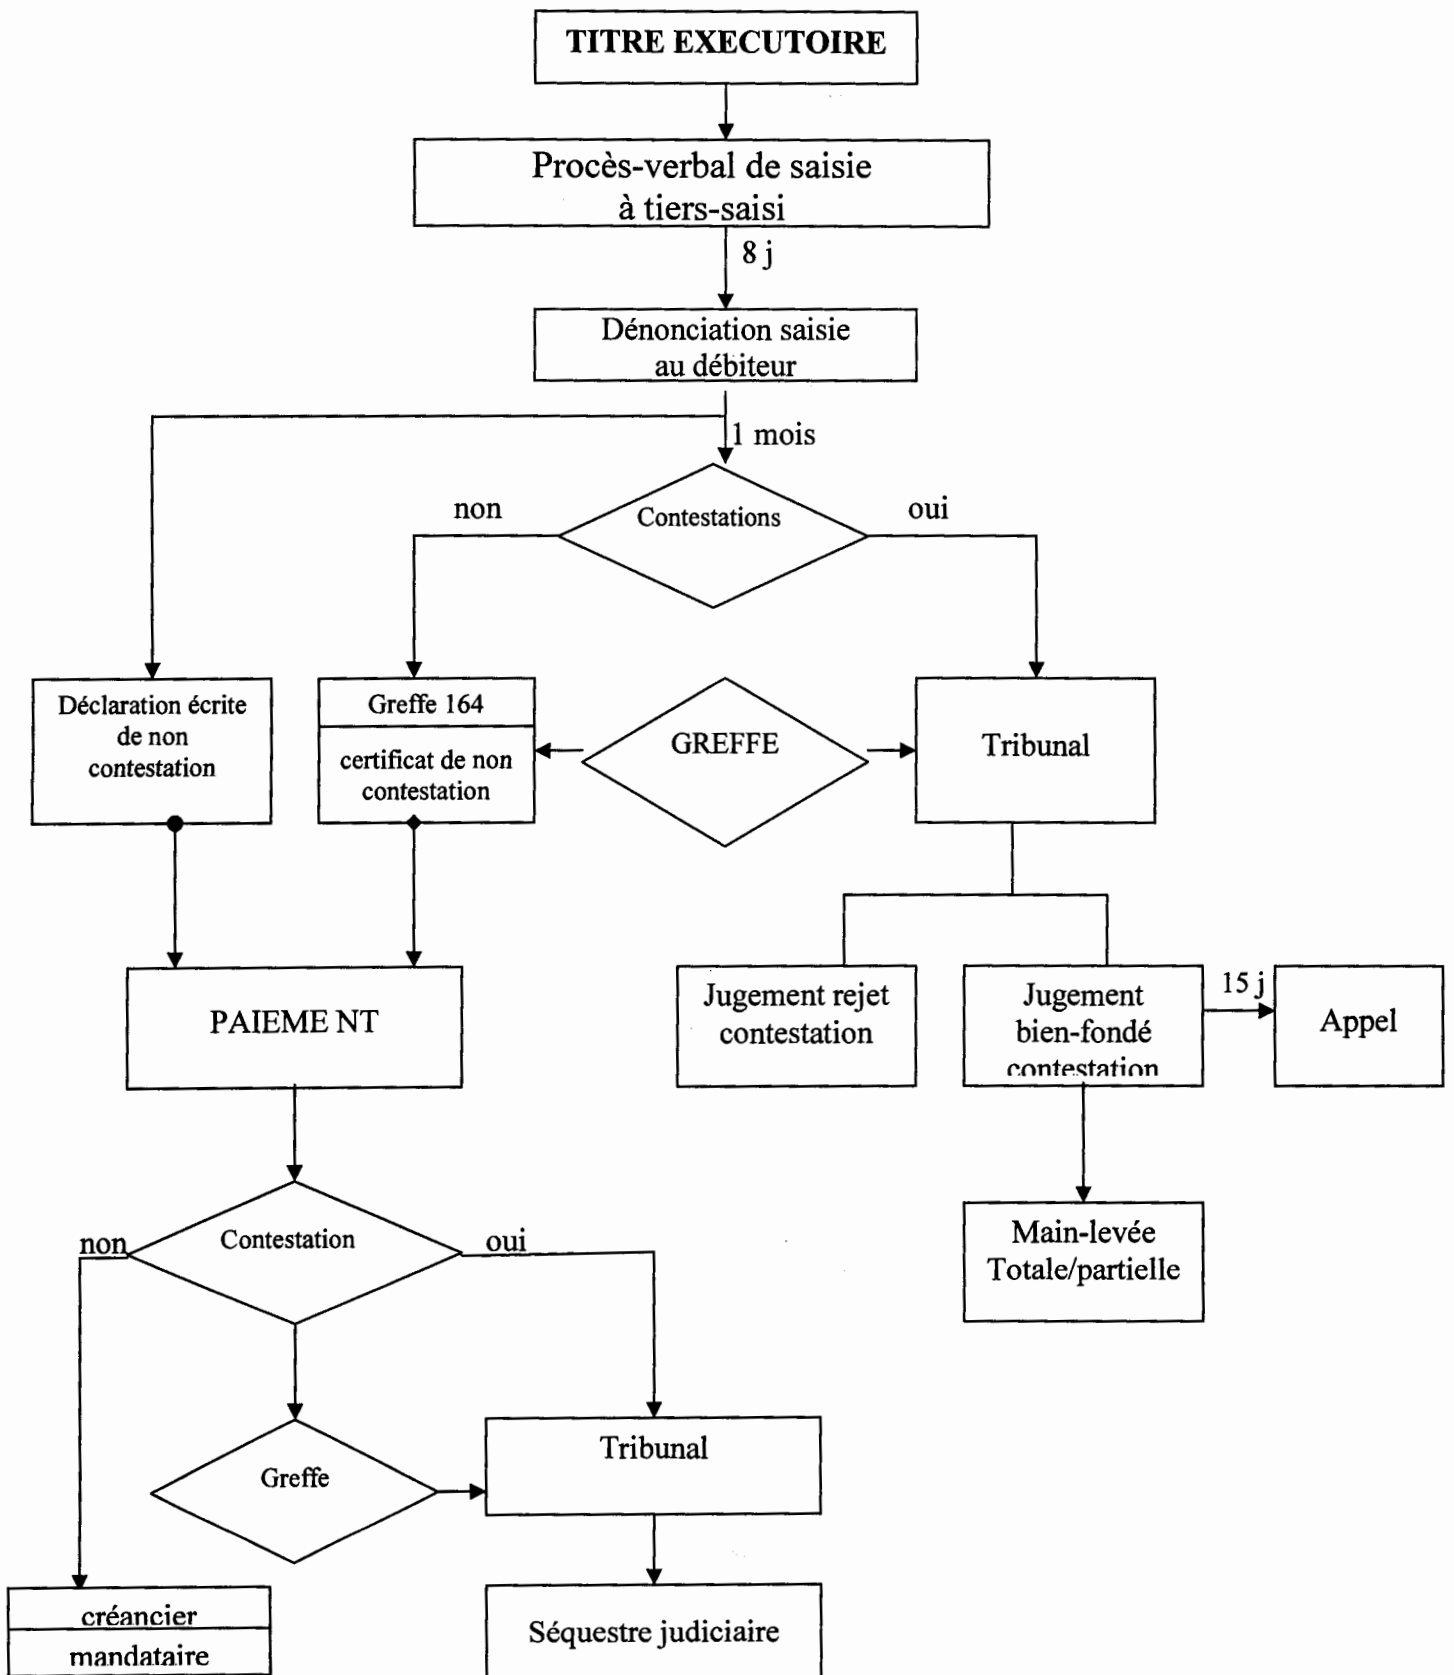 TITRE EXECUTOIRE
Procès-verbal de saisie
à tiers-saisi
8 j
Dénonciation saisie
au débiteur
1 mois
non
Contestations
oui
Déclaration écrite
de non
contestation
Greffe 164
certificat de non
contestation
GREFFE
Tribunal
PAIEME NT
Jugement rejet
contestation
Jugement
bien-fondé
contestation
15 j
Appel
non
Contestation
oui
Main-levée
Totale/partielle
Greffe
Tribunal
créancier
mandataire
Séquestre judiciaire